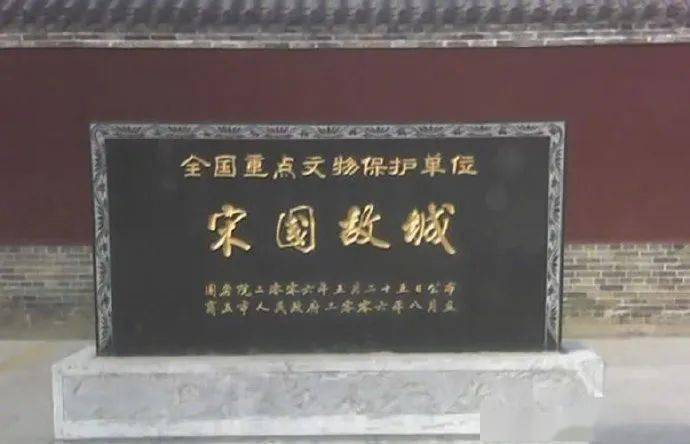 全国重点文物保护单位
宋國故城
国务院二零零六年五月二十五日公布
商丘市人民政府二零零六年八月立